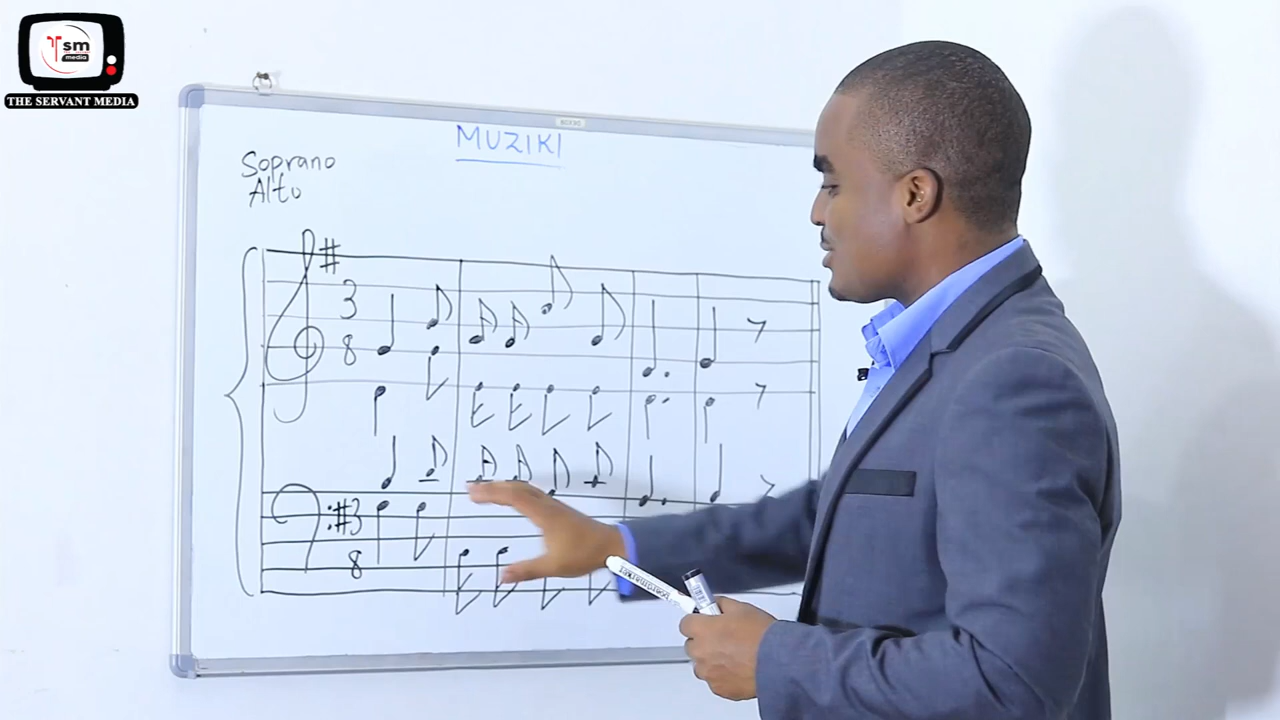 sm
media
THE SERVANT MEDIA
MUZIKI
Soprano
Alto
3
8
3
8